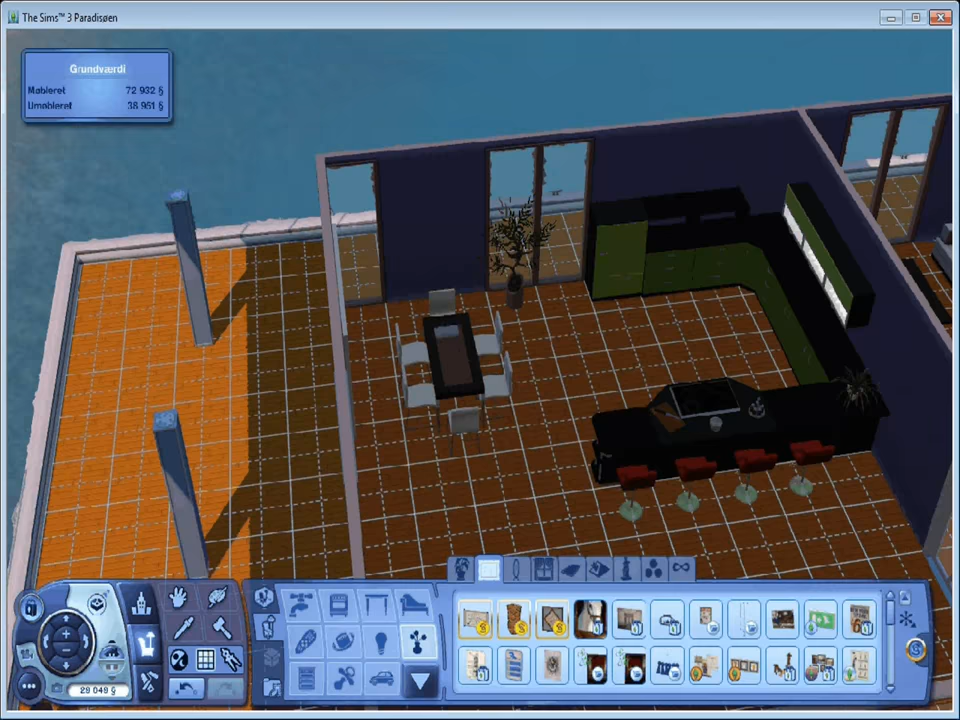 The Sims™ 3 Paradisøen
Grundværdi
Møbleret 72 932 §
Umøbleret 38 951 §
29 049 §